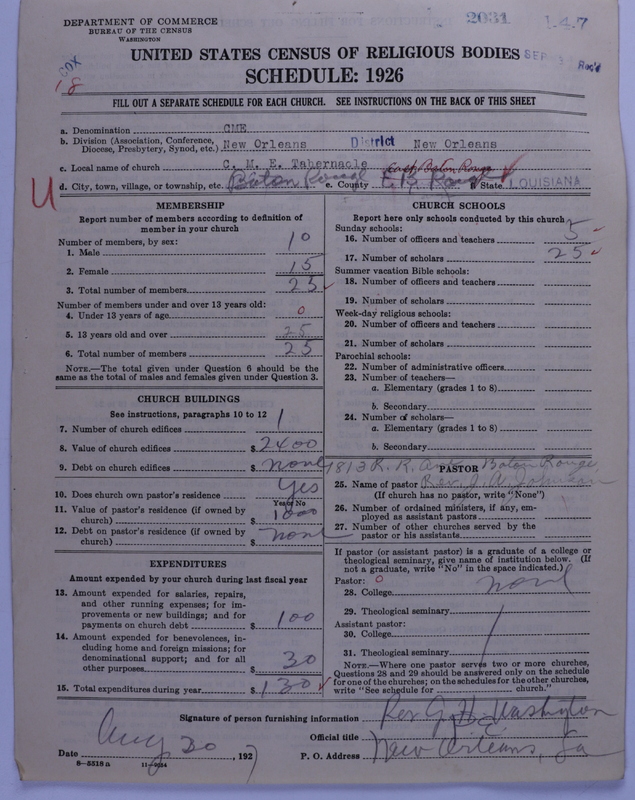 DEPARTMENT OF COMMERCE
BUREAU OF THE CENSUS
WASHINGTON
2031
1-4-7
UNITED STATES CENSUS OF RELIGIOUS BODIES
SEP
Rec'd
COX
18
SCHEDULE: 1926
FILL OUT A SEPARATE SCHEDULE FOR EACH CHURCH. SEE INSTRUCTIONS ON THE BACK OF THIS SHEET
a. Denomination CME
b. Division (Association, Conference, Diocese, Presbytery, Synod, etc.) New Orleans District New Orleans
c. Local name of church C. M. E. Tabernacle
East Baton Rouge
d. City, town, village, or township, etc. Baton Rouge e. County E. B. Rouge State LOUISIANA
U
MEMBERSHIP
Report number of members according to definition of
member in your church
Number of members, by sex:
1. Male 10
2. Female 15
3. Total number of members 25
Number of members under and over 13 years old:
4. Under 13 years of age 0
5. 13 years old and over 25
6. Total number of members 25
NOTE.—The total given under Question 6 should be
same as the total of males and females given under Question 3.
CHURCH BUILDINGS
See instructions, paragraphs 10 to 12
7. Number of church edifices 1
8. Value of church edifices $2400
9. Debt on church edifices $none
10. Does church own pastor's residence Yes
Yes or No
11. Value of pastor's residence (if owned by
church) $1000
12. Debt on pastor's residence (if owned by
church) $none
EXPENDITURES
Amount expended by your church during last fiscal year
13. Amount expended for salaries, repairs,
and other running expenses; for im-
provements or new buildings; and for
payments on church debt $100
14. Amount expended for benevolences, in-
cluding home and foreign missions; for
denominational support; and for all
other purposes 30
15. Total expenditures during year $130
CHURCH SCHOOLS
Report here only schools conducted by this church
Sunday schools:
16. Number of officers and teachers 5
17. Number of scholars 25
Summer vacation Bible schools:
18. Number of officers and teachers
19. Number of scholars
Week-day religious schools:
20. Number of officers and teachers
21. Number of scholars
Parochial schools:
22. Number of administrative officers
23. Number of teachers—
a. Elementary (grades 1 to 8)
b. Secondary
24. Number of scholars—
a. Elementary (grades 1 to 8)
b. Secondary
1813 R. R. Ave Baton Rouge
PASTOR
25. Name of pastor Rev. J. A. Johnson
(If church has no pastor, write "None")
26. Number of ordained ministers, if any, em-
ployed as assistant pastors
27. Number of other churches served by the
pastor or his assistants
If pastor (or assistant pastor) is a graduate of a college or
theological seminary, give name of institution below. (If
not a graduate, write "No" in the space indicated.)
Pastor: 0
28. College none
29. Theological seminary
Assistant pastor:
30. College
31. Theological seminary
NOTE.—Where one pastor serves two or more churches,
Questions 28 and 29 should be answered only on the schedule
for one of the churches; on the schedules for the other churches,
write "See schedule for church."
Signature of person furnishing information Rev G. H. Washington
Official title
Date Aug 30, 1927 P. O. Address New Orleans, La
8—5518 a